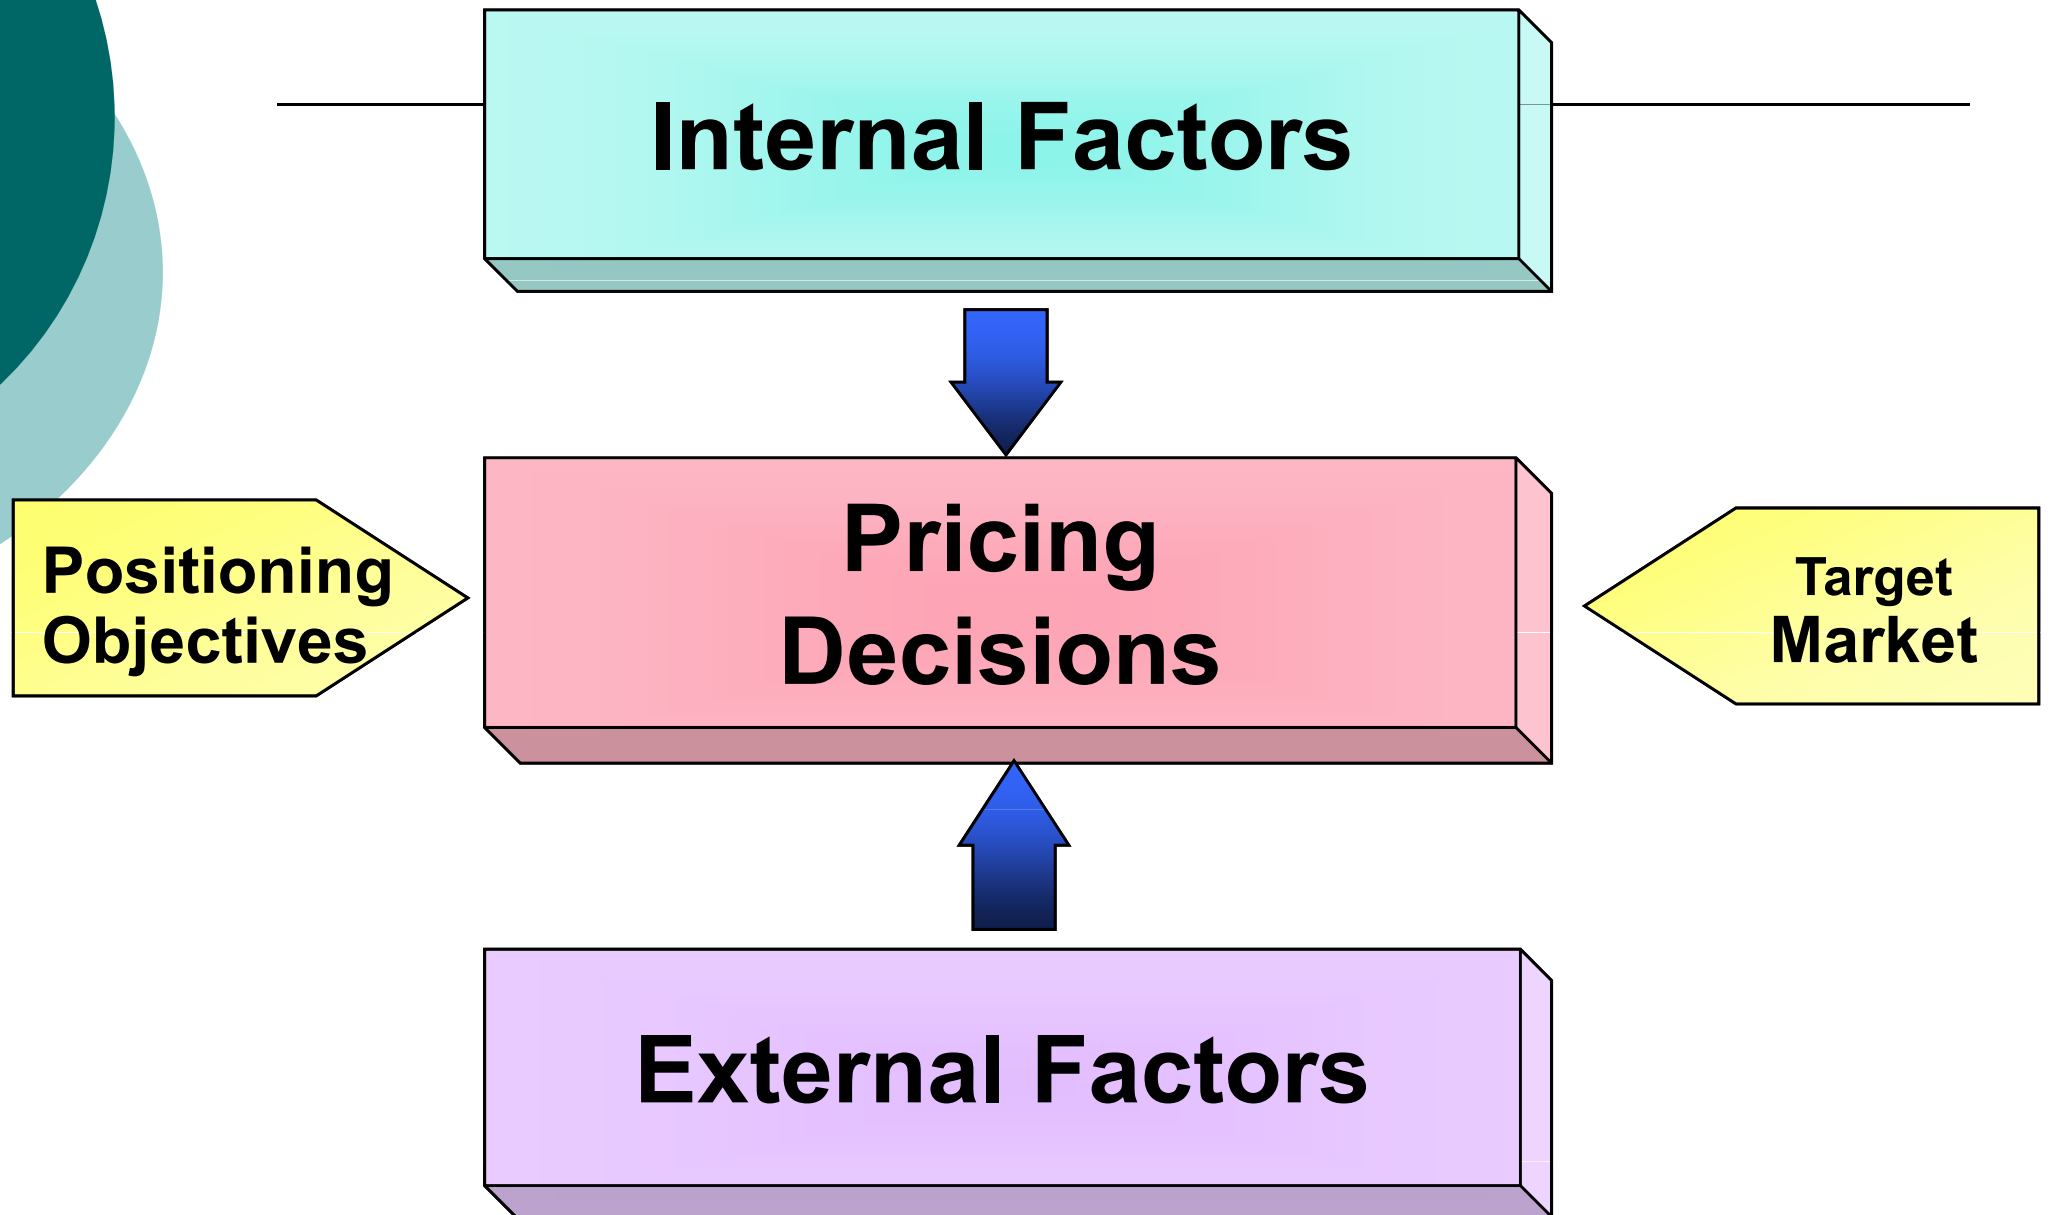 Internal Factors
Pricing
Decisions
Positioning
Objectives
Target
Market
External Factors